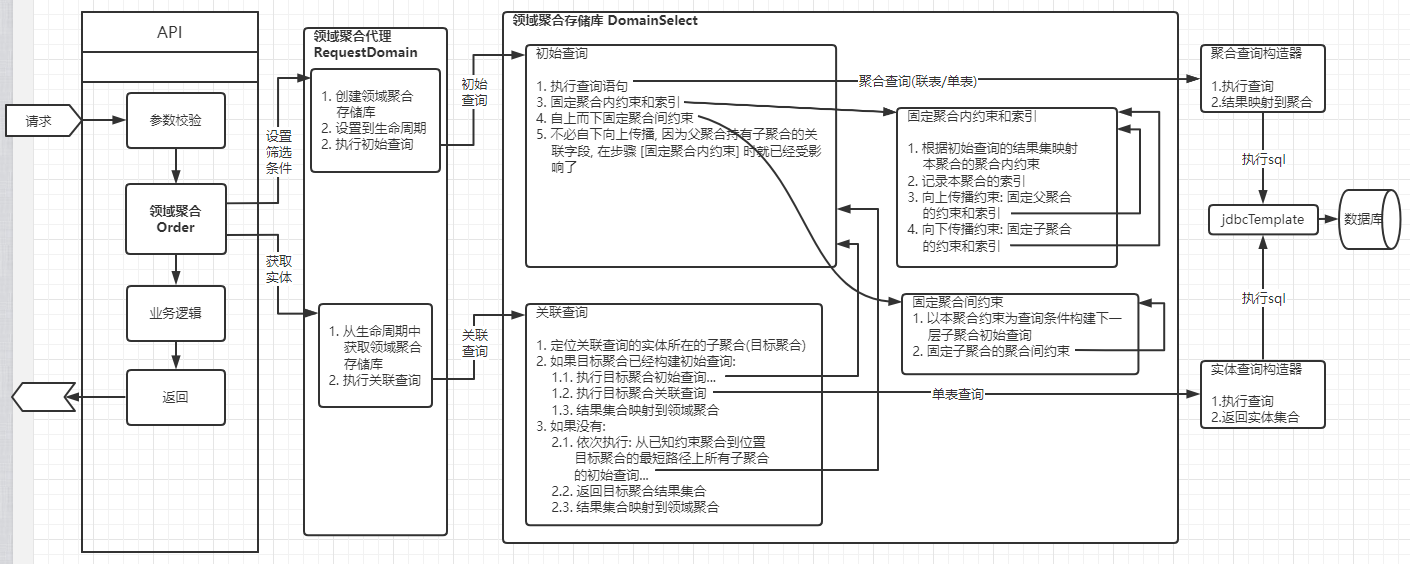 API
请求
参数校验
领域聚合
Order
业务逻辑
返回
设置
筛选
条件
获取
实体
领域聚合代理
RequestDomain
1. 创建领域聚合
存储库
2. 设置到生命周期
2. 执行初始查询
1. 从生命周期中
获取领域聚合
存储库
2. 执行关联查询
初始
查询
关联
查询
领域聚合存储库 DomainSelect
初始查询
1. 执行查询语句
3. 固定聚合内约束和索引
4. 自上而下固定聚合间约束
5. 不必自下向上传播, 因为父聚合持有子聚合的关
联字段, 在步骤 [固定聚合内约束] 时就已经受影
响了
聚合查询(联表/单表)
固定聚合内约束和索引
1. 根据初始查询的结果集映射
本聚合的聚合内约束
2. 记录本聚合的索引
3. 向上传播约束: 固定父聚合
的约束和索引
4. 向下传播约束: 固定子聚合
的约束和索引
固定聚合间约束
1. 以本聚合约束为查询条件构建下一
层子聚合初始查询
2. 固定子聚合的聚合间约束
关联查询
1. 定位关联查询的实体所在的子聚合(目标聚合)
2. 如果目标聚合已经构建初始查询:
1.1. 执行目标聚合初始查询...
1.2. 执行目标聚合关联查询
1.3. 结果集合映射到领域聚合
3. 如果没有:
2.1. 依次执行: 从已知约束聚合到位置
目标聚合的最短路径上所有子聚合
的初始查询...
2.2. 返回目标聚合结果集合
2.3. 结果集合映射到领域聚合
单表查询
聚合查询构造器
1.执行查询
2.结果映射到聚合
执行sql
jdbcTemplate
数据库
执行sql
实体查询构造器
1.执行查询
2.返回实体集合